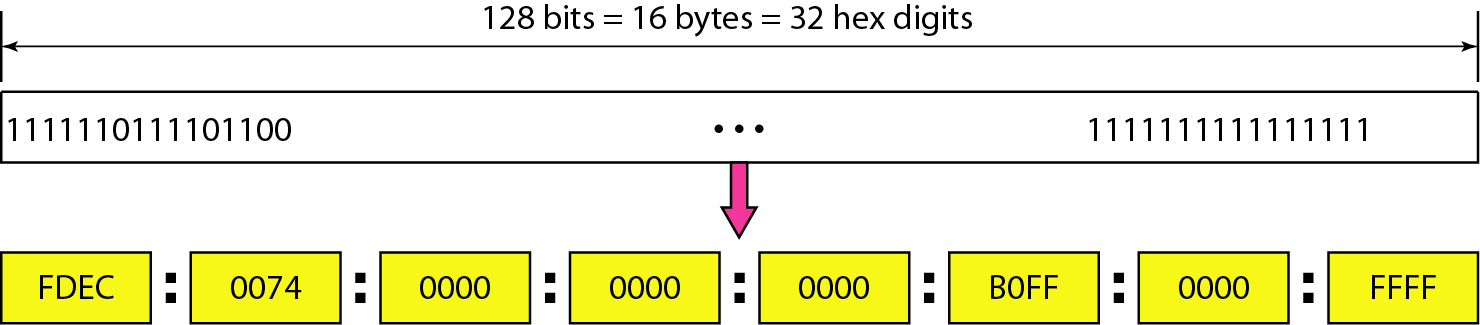 128 bits = 16 bytes = 32 hex digits
1111110111101100 ••• 1111111111111111
FDEC : 0074 : 0000 : 0000 : 0000 : B0FF : 0000 : FFFF